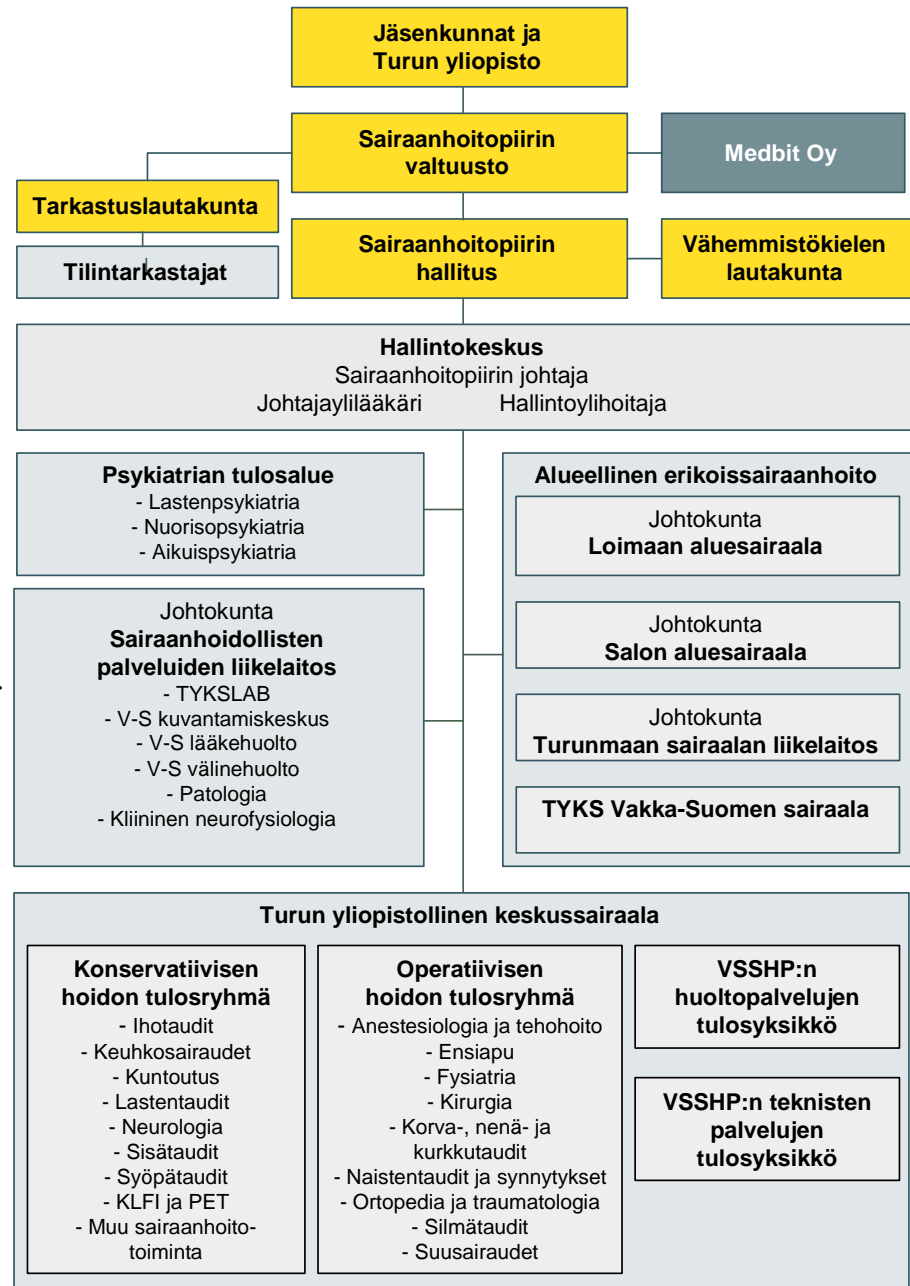 Jäsenkunnat ja
Turun yliopisto
Sairaanhoitopiirin
valtuusto
Medbit Oy
Tarkastuslautakunta
Tilintarkastajat
Sairaanhoitopiirin
hallitus
Vähemmistökielen
lautakunta
Hallintokeskus
Sairaanhoitopiirin johtaja
Johtajaylilääkäri Hallintoylihoitaja
Psykiatrian tulosalue
- Lastenpsykiatria
- Nuorisopsykiatria
- Aikuispsykiatria
Johtokunta
Sairaanhoidollisten
palveluiden liikelaitos
- TYKSLAB
- V-S kuvantamiskeskus
- V-S lääkehuolto
- V-S välinehuolto
- Patologia
- Kliininen neurofysiologia
Alueellinen erikoissairaanhoito
Johtokunta
Loimaan aluesairaala
Johtokunta
Salon aluesairaala
Johtokunta
Turunmaan sairaalan liikelaitos
TYKS Vakka-Suomen sairaala
Turun yliopistollinen keskussairaala
Konservatiivisen
hoidon tulosryhmä
- Ihotaudit
- Keuhkosairaudet
- Kuntoutus
- Lastentaudit
- Neurologia
- Sisätaudit
- Syöpätaudit
- KLFI ja PET
- Muu sairaanhoito-
toiminta
Operatiivisen
hoidon tulosryhmä
- Anestesiologia ja tehohoito
- Ensiapu
- Fysiatria
- Kirurgia
- Korva-, nenä- ja
kurkkutaudit
- Naistentaudit ja synnytykset
- Ortopedia ja traumatologia
- Silmätaudit
- Suusairaudet
VSSHP:n
huoltopalvelujen
tulosyksikkö
VSSHP:n teknisten
palvelujen
tulosyksikkö